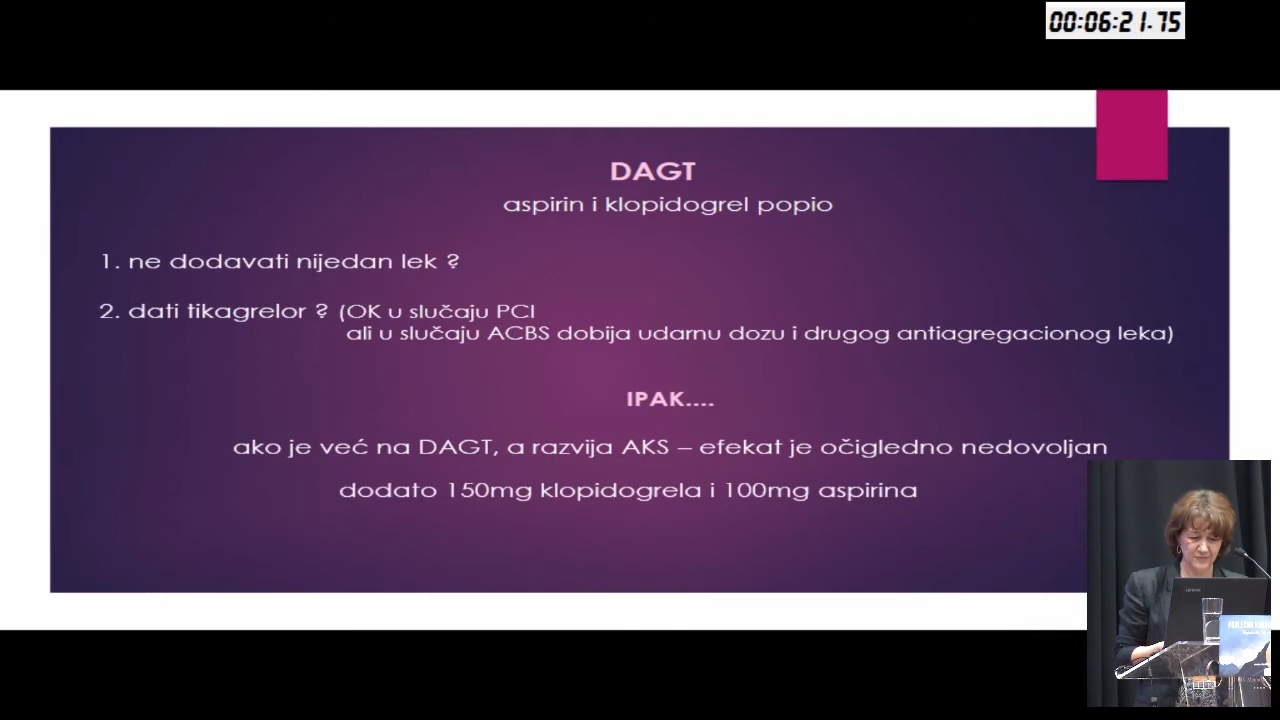 00:06:21.75
DAGT
aspirin i klopidogrel popio
1. ne dodavati nijedan lek ?
2. dati tikagrelor ? (OK u slučaju PCI
ali u slučaju ACBS dobija udarnu dozu i drugog antiagregacionog leka)
IPAK....
ako je već na DAGT, a razvija AKS – efekat je očigledno nedovoljan
dodato 150mg klopidogrela i 100mg aspirina